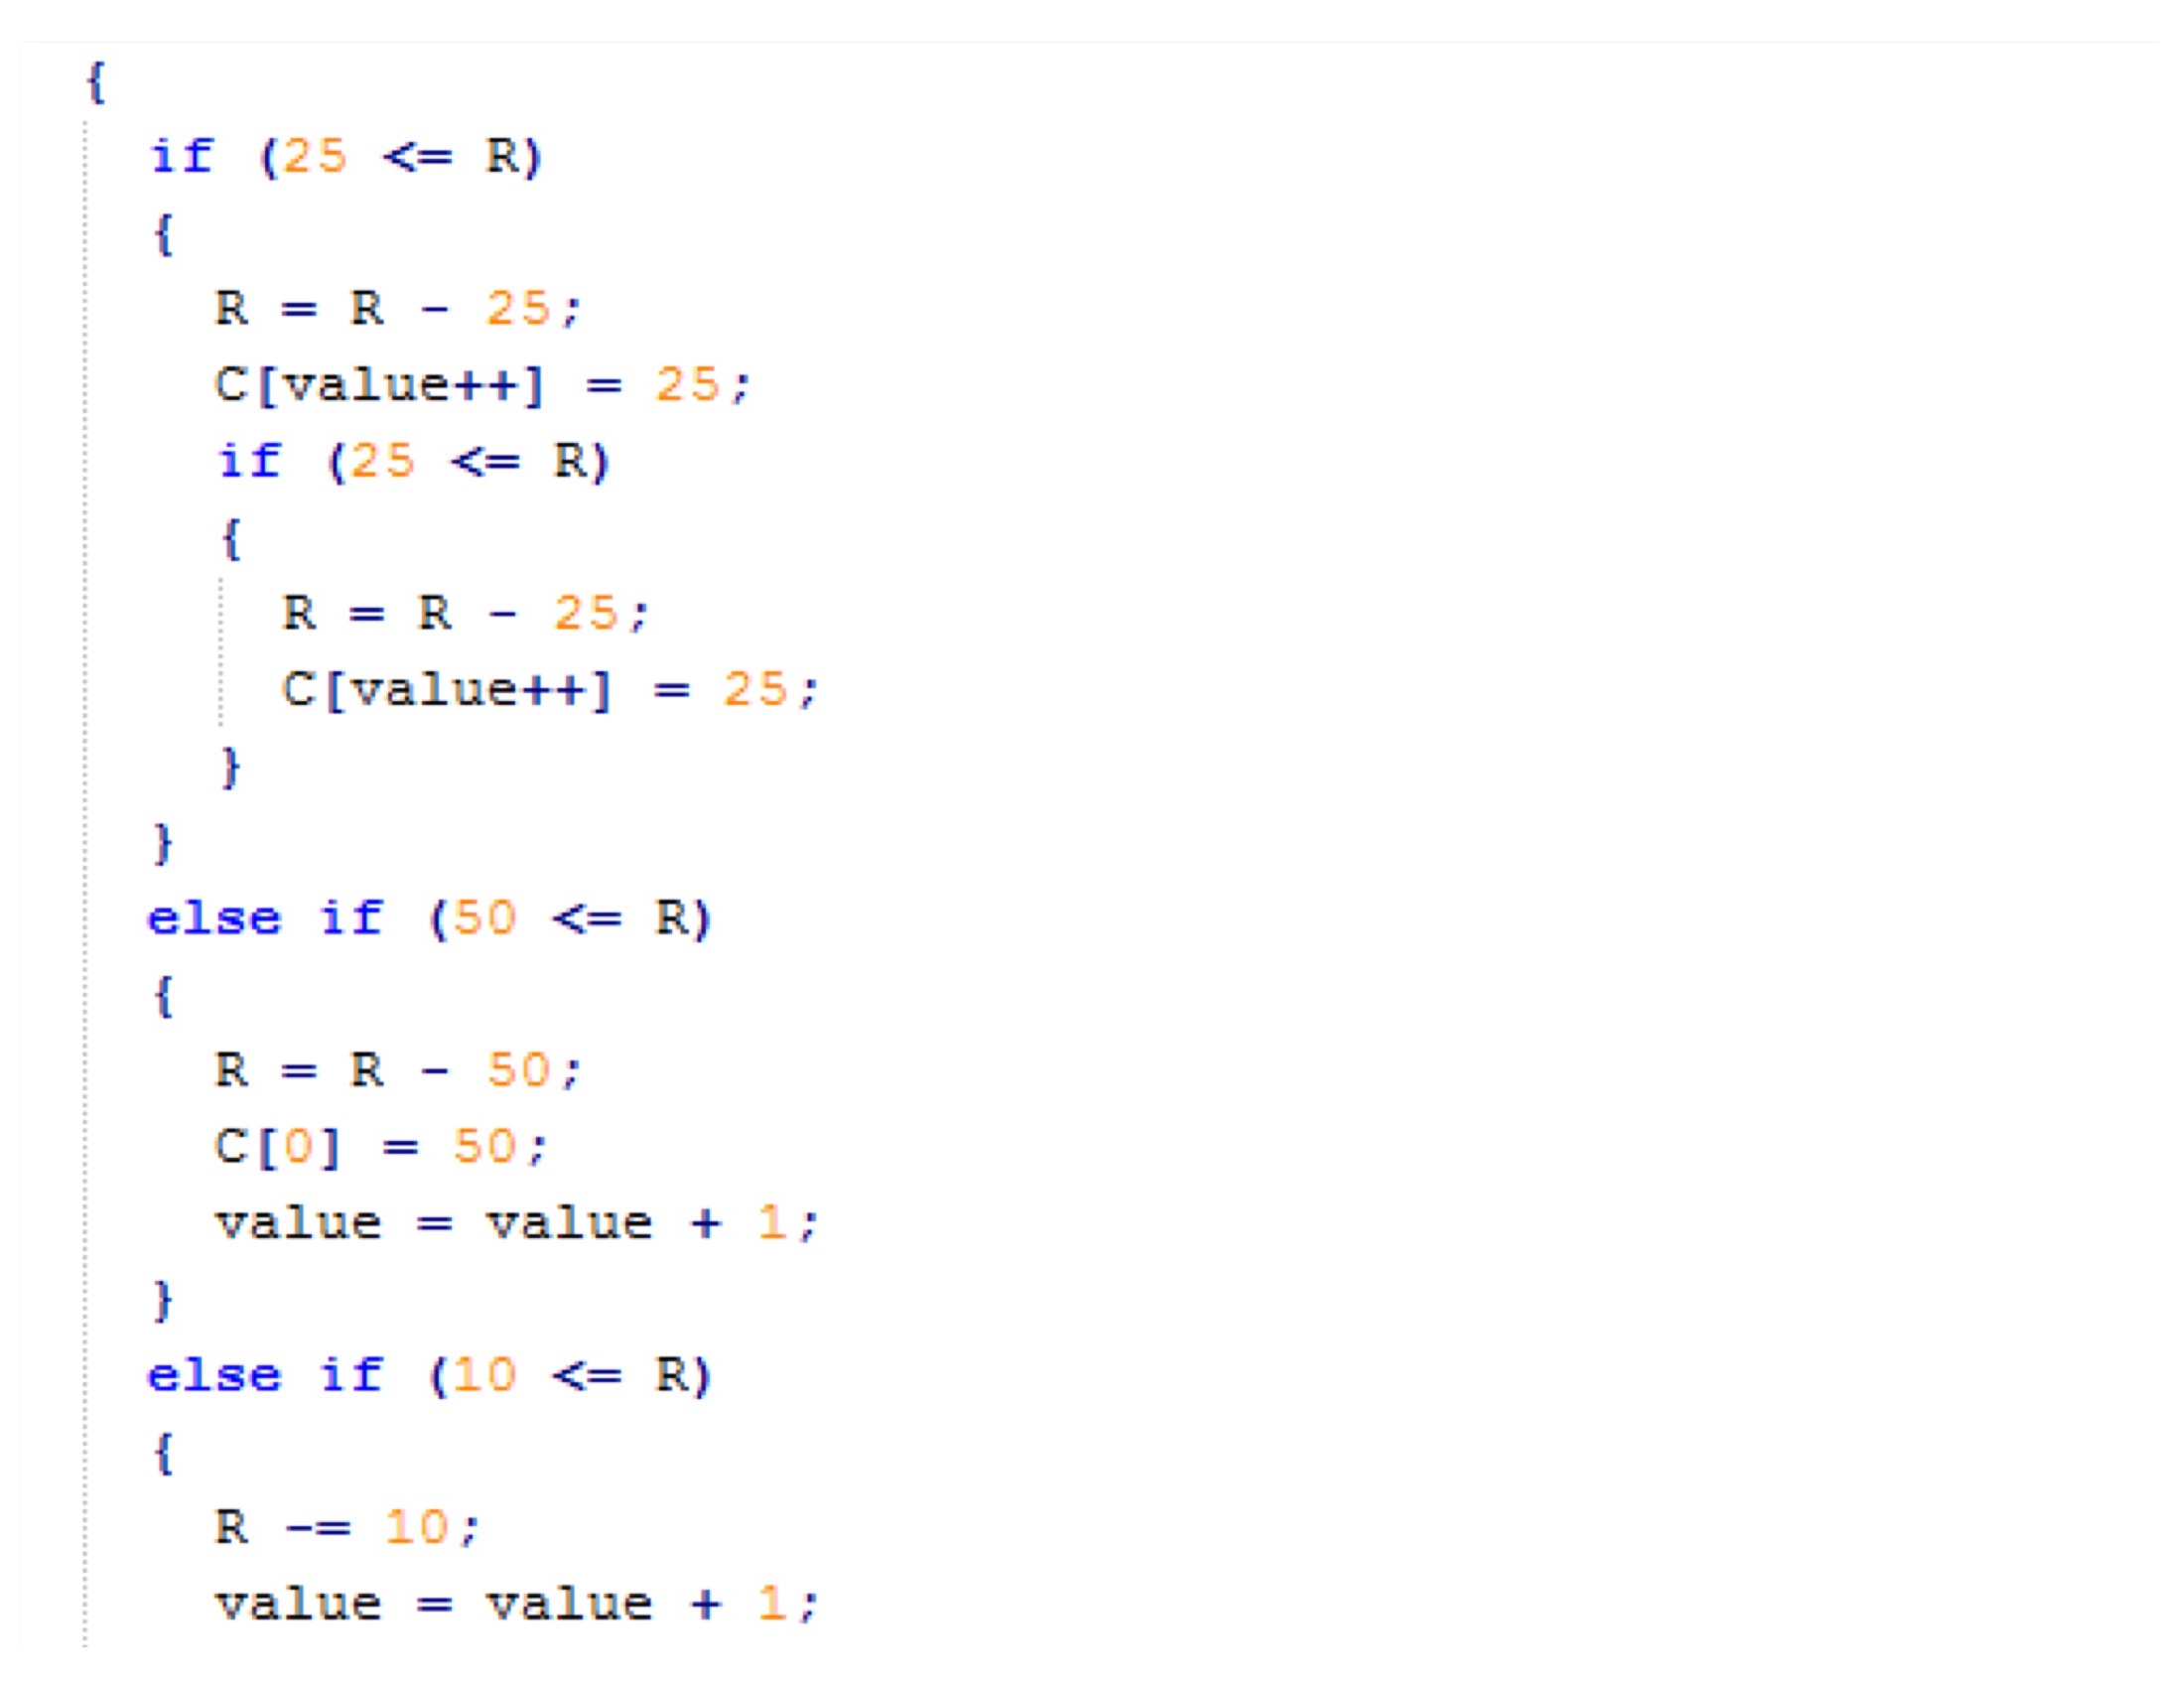 {
if (25 <= R)
{
R = R - 25;
C[value++] = 25;
if (25 <= R)
{
R = R - 25;
C[value++] = 25;
}
}
else if (50 <= R)
{
R = R - 50;
C[0] = 50;
value = value + 1;
}
else if (10 <= R)
{
R -= 10;
value = value + 1;